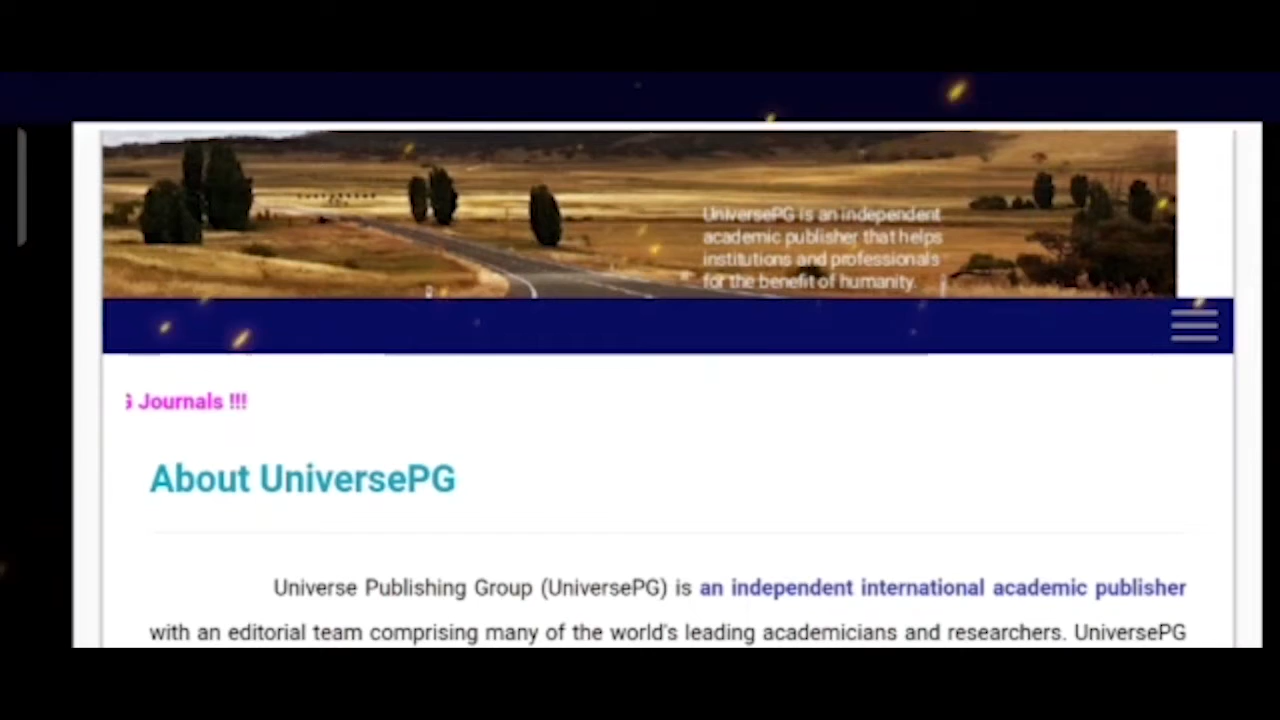 UniversePG is an independent
academic publisher that helps
institutions and professionals
for the benefit of humanity.
Journals !!!
About UniversePG
Universe Publishing Group (UniversePG) is an independent international academic publisher
with an editorial team comprising many of the world's leading academicians and researchers. UniversePG